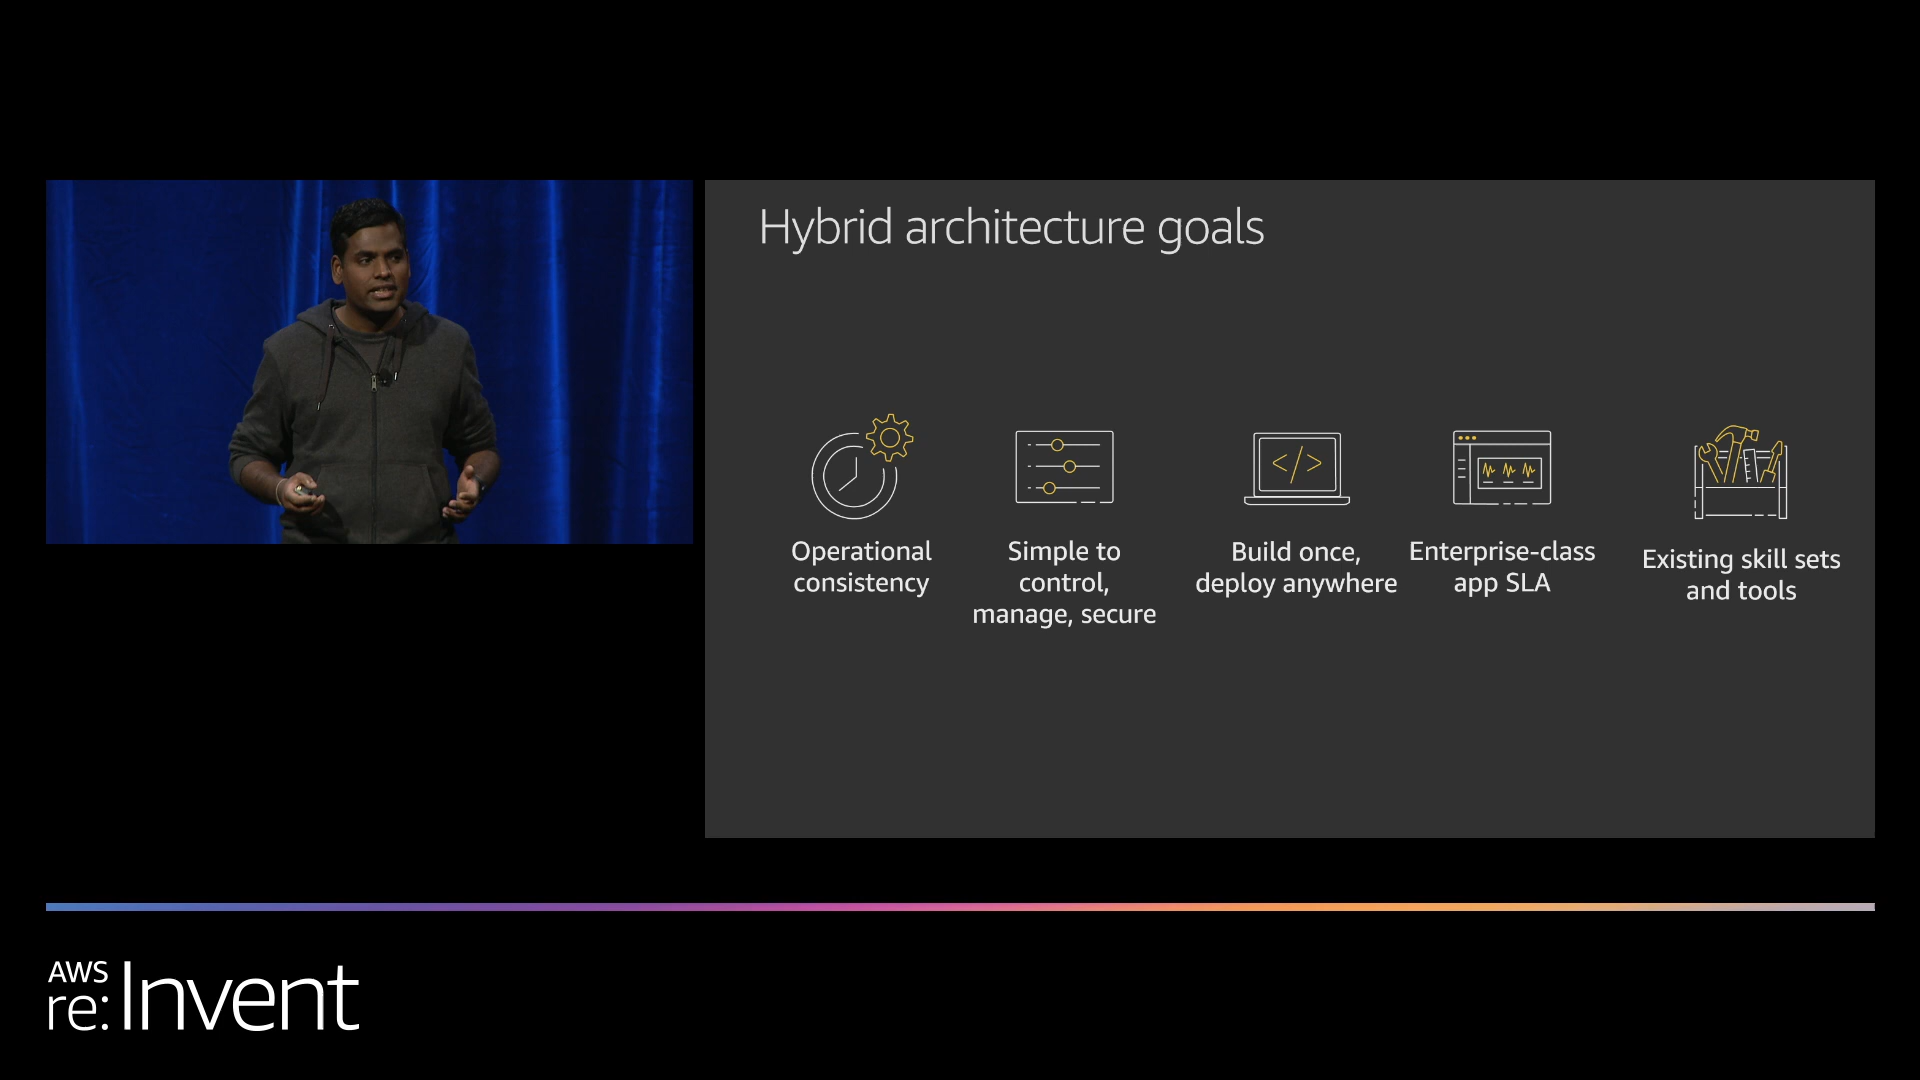 Hybrid architecture goals
Operational
consistency
Simple to
control,
manage, secure
</>
Build once,
deploy anywhere
Enterprise-class
app SLA
Existing skill sets
and tools
AWS
re:Invent